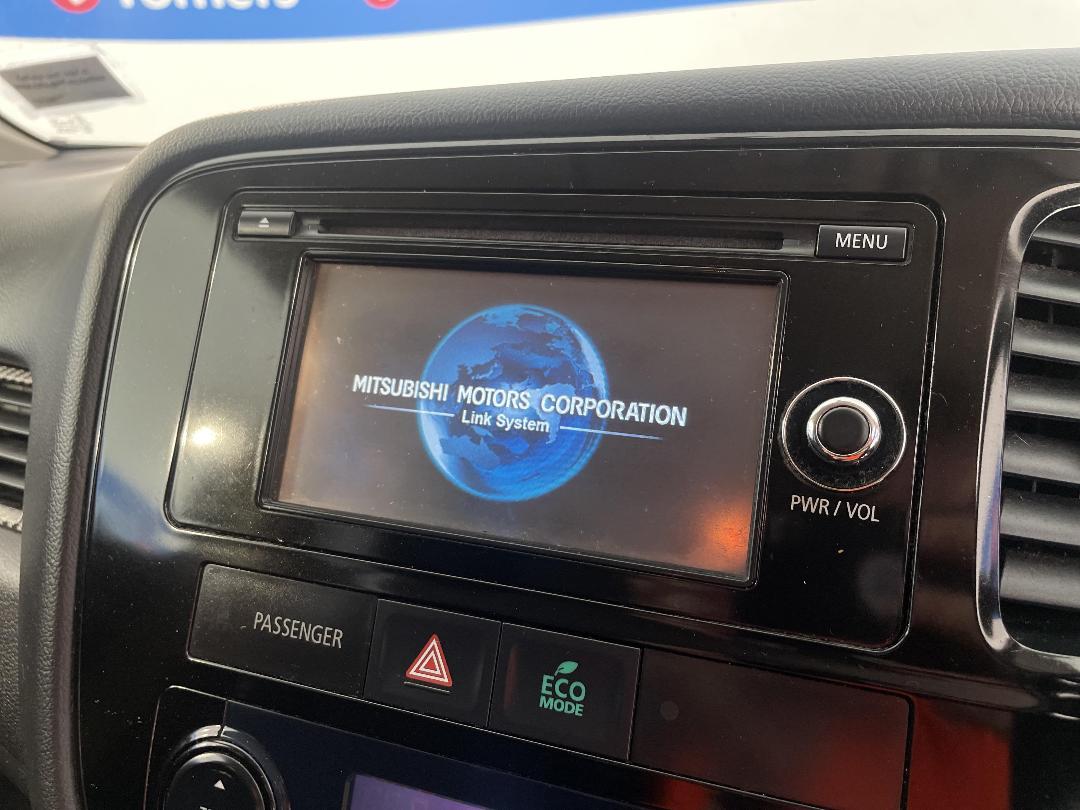 MENU
MITSUBISHI MOTORS CORPORATION
Link System
PWR / VOL
PASSENGER
ECO
MODE